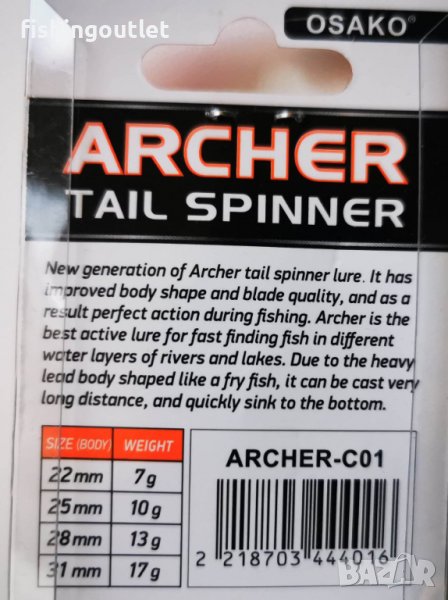 fishingoutlet
OSAKO®
ARCHER
TAIL SPINNER
New generation of Archer tail spinner lure. It has
improved body shape and blade quality, and as a
result perfect action during fishing. Archer is the
best active lure for fast finding fish in different
water layers of rivers and lakes. Due to the heavy
lead body shaped like a fry fish, it can be cast very
long distance, and quickly sink to the bottom.
SIZE (BODY) WEIGHT
22mm 7g
25mm 10g
28mm 13g
31mm 17g
ARCHER-C01
2 218703 444016
BAZAR